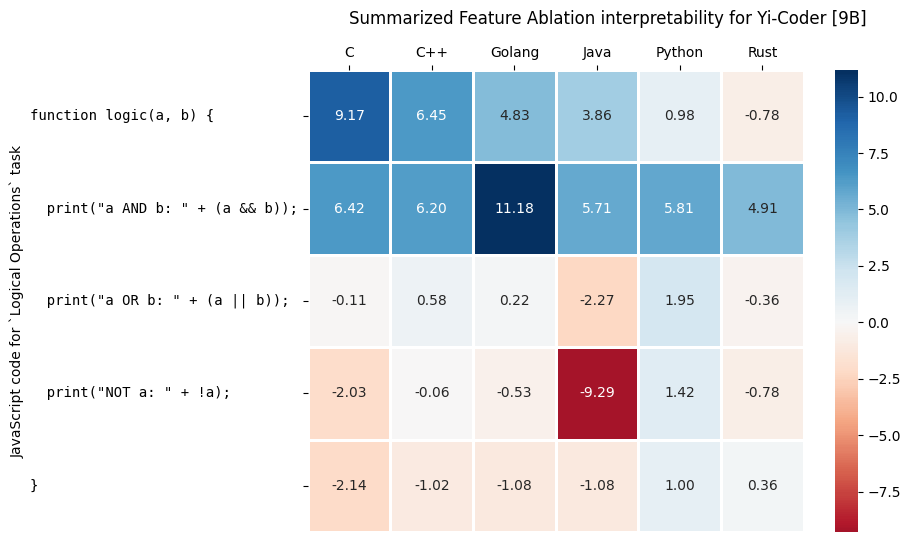 Summarized Feature Ablation interpretability for Yi-Coder [9B]
C C++ Golang Java Python Rust
JavaScript code for `Logical Operations` task
function logic(a, b) { 9.17 6.45 4.83 3.86 0.98 -0.78
print("a AND b: " + (a && b)); 6.42 6.20 11.18 5.71 5.81 4.91
print("a OR b: " + (a || b)); -0.11 0.58 0.22 -2.27 1.95 -0.36
print("NOT a: " + !a); -2.03 -0.06 -0.53 -9.29 1.42 -0.78
} -2.14 -1.02 -1.08 -1.08 1.00 0.36
10.0
7.5
5.0
2.5
0.0
−2.5
−5.0
−7.5